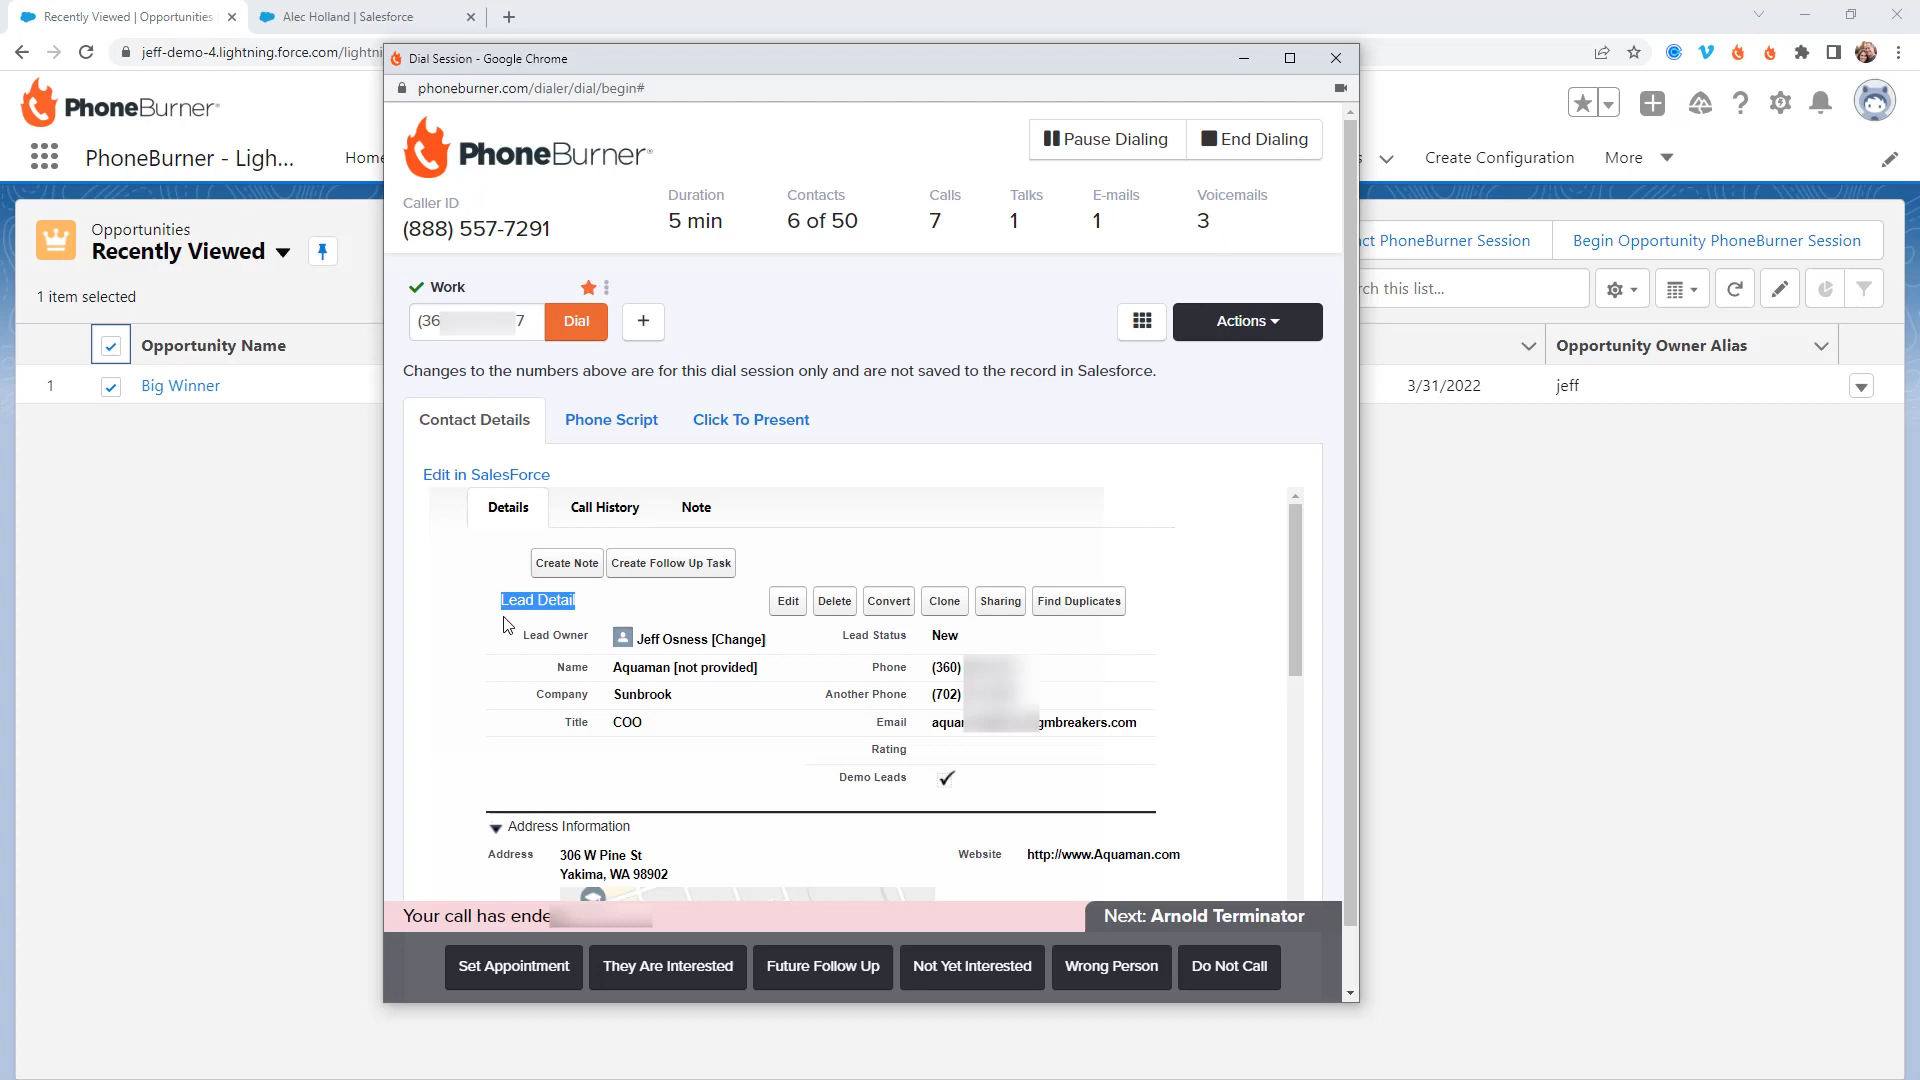 Recently Viewed | Opportunities
Alec Holland | Salesforce
jeff-demo-4.lightning.force.com/lightni
Dial Session - Google Chrome
phoneburner.com/dialer/dial/begin#
PhoneBurner
PhoneBurner - Ligh...
Home
Create Configuration
More
PhoneBurner
Pause Dialing
End Dialing
Caller ID
(888) 557-7291
Duration
5 min
Contacts
6 of 50
Calls
7
Talks
1
E-mails
1
Voicemails
3
Opportunities
Recently Viewed
1 item selected
ct PhoneBurner Session
Begin Opportunity PhoneBurner Session
rch this list...
Opportunity Name
Opportunity Owner Alias
1
Big Winner
3/31/2022
jeff
Work
(36
7
Dial
+
Actions
Changes to the numbers above are for this dial session only and are not saved to the record in Salesforce.
Contact Details
Phone Script
Click To Present
Edit in SalesForce
Details
Call History
Note
Create Note
Create Follow Up Task
Lead Detail
Edit
Delete
Convert
Clone
Sharing
Find Duplicates
Lead Owner
Jeff Osness [Change]
Lead Status
New
Name
Aquaman [not provided]
Phone
(360)
Company
Sunbrook
Another Phone
(702)
Title
COO
Email
aqua
gmbreakers.com
Rating
Demo Leads
Address Information
Address
306 W Pine St
Yakima, WA 98902
Website
http://www.Aquaman.com
Your call has ende
Next: Arnold Terminator
Set Appointment
They Are Interested
Future Follow Up
Not Yet Interested
Wrong Person
Do Not Call